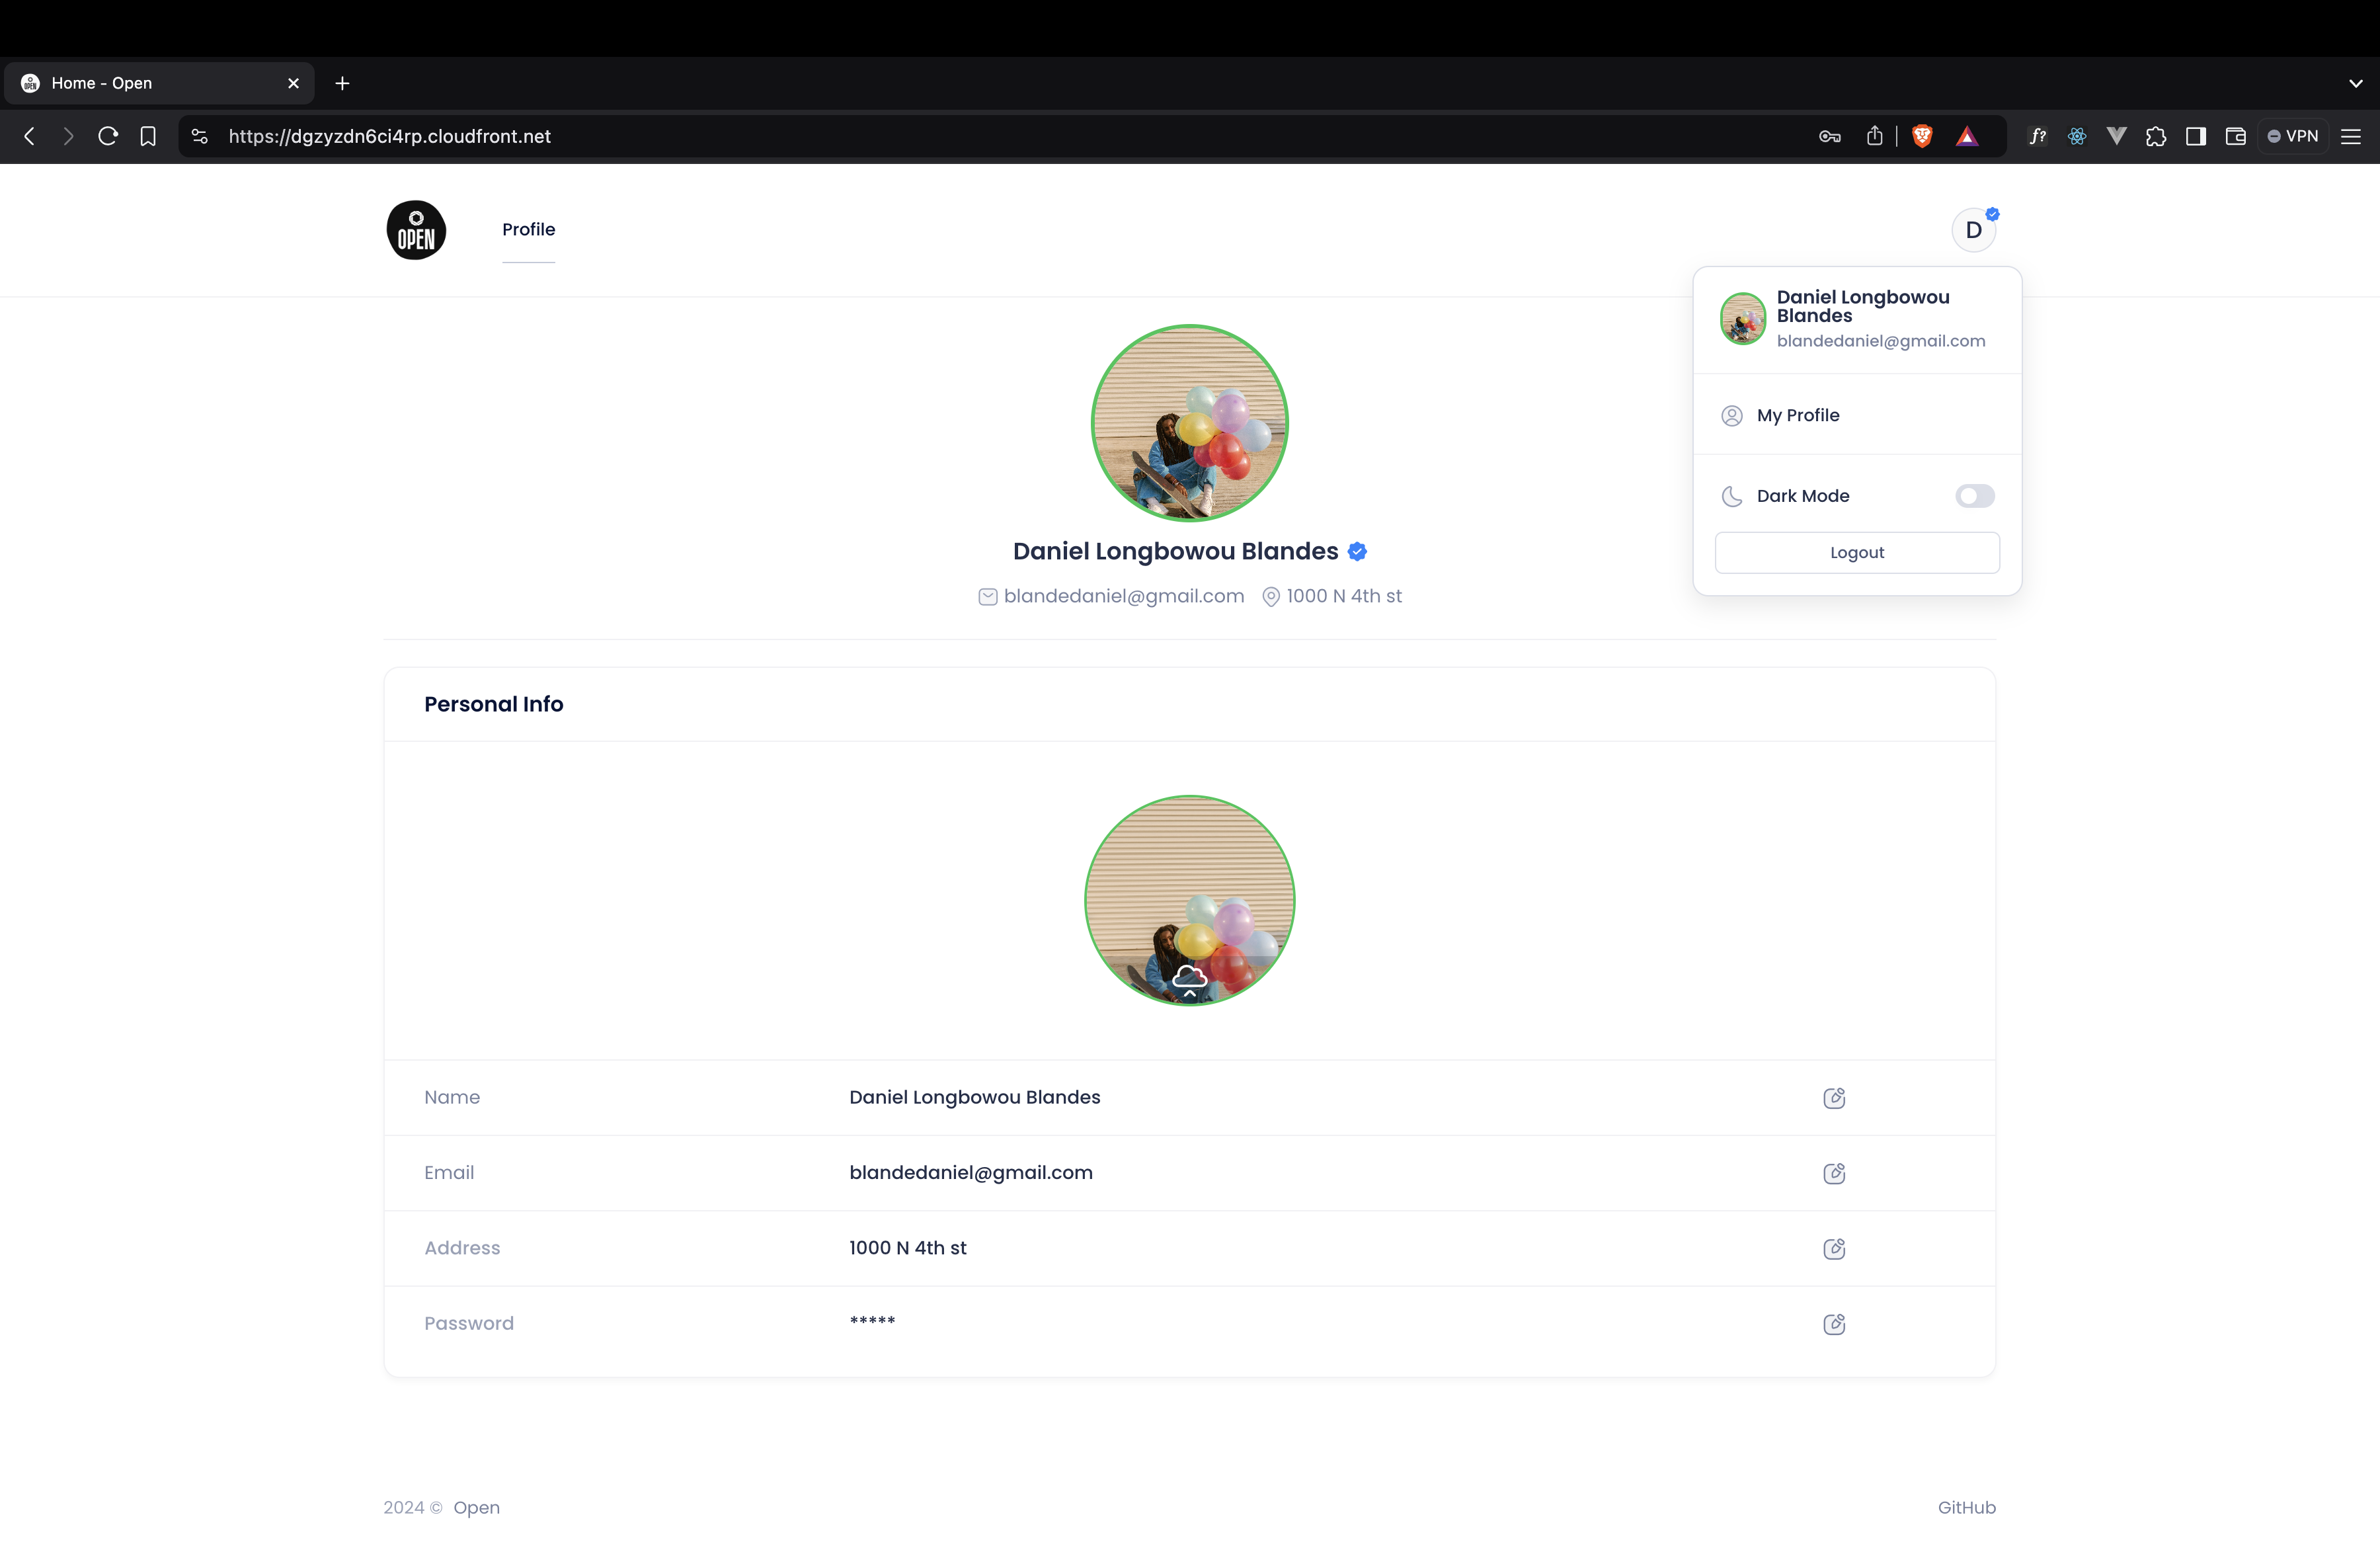 Home - Open
https://dgzyzdn6ci4rp.cloudfront.net
f?
VPN
OPEN
Profile
D
Daniel Longbowou
Blandes
blandedaniel@gmail.com
My Profile
Dark Mode
Logout
Daniel Longbowou Blandes
blandedaniel@gmail.com 1000 N 4th st
Personal Info
Name Daniel Longbowou Blandes
Email blandedaniel@gmail.com
Address 1000 N 4th st
Password *****
2024 © Open
GitHub